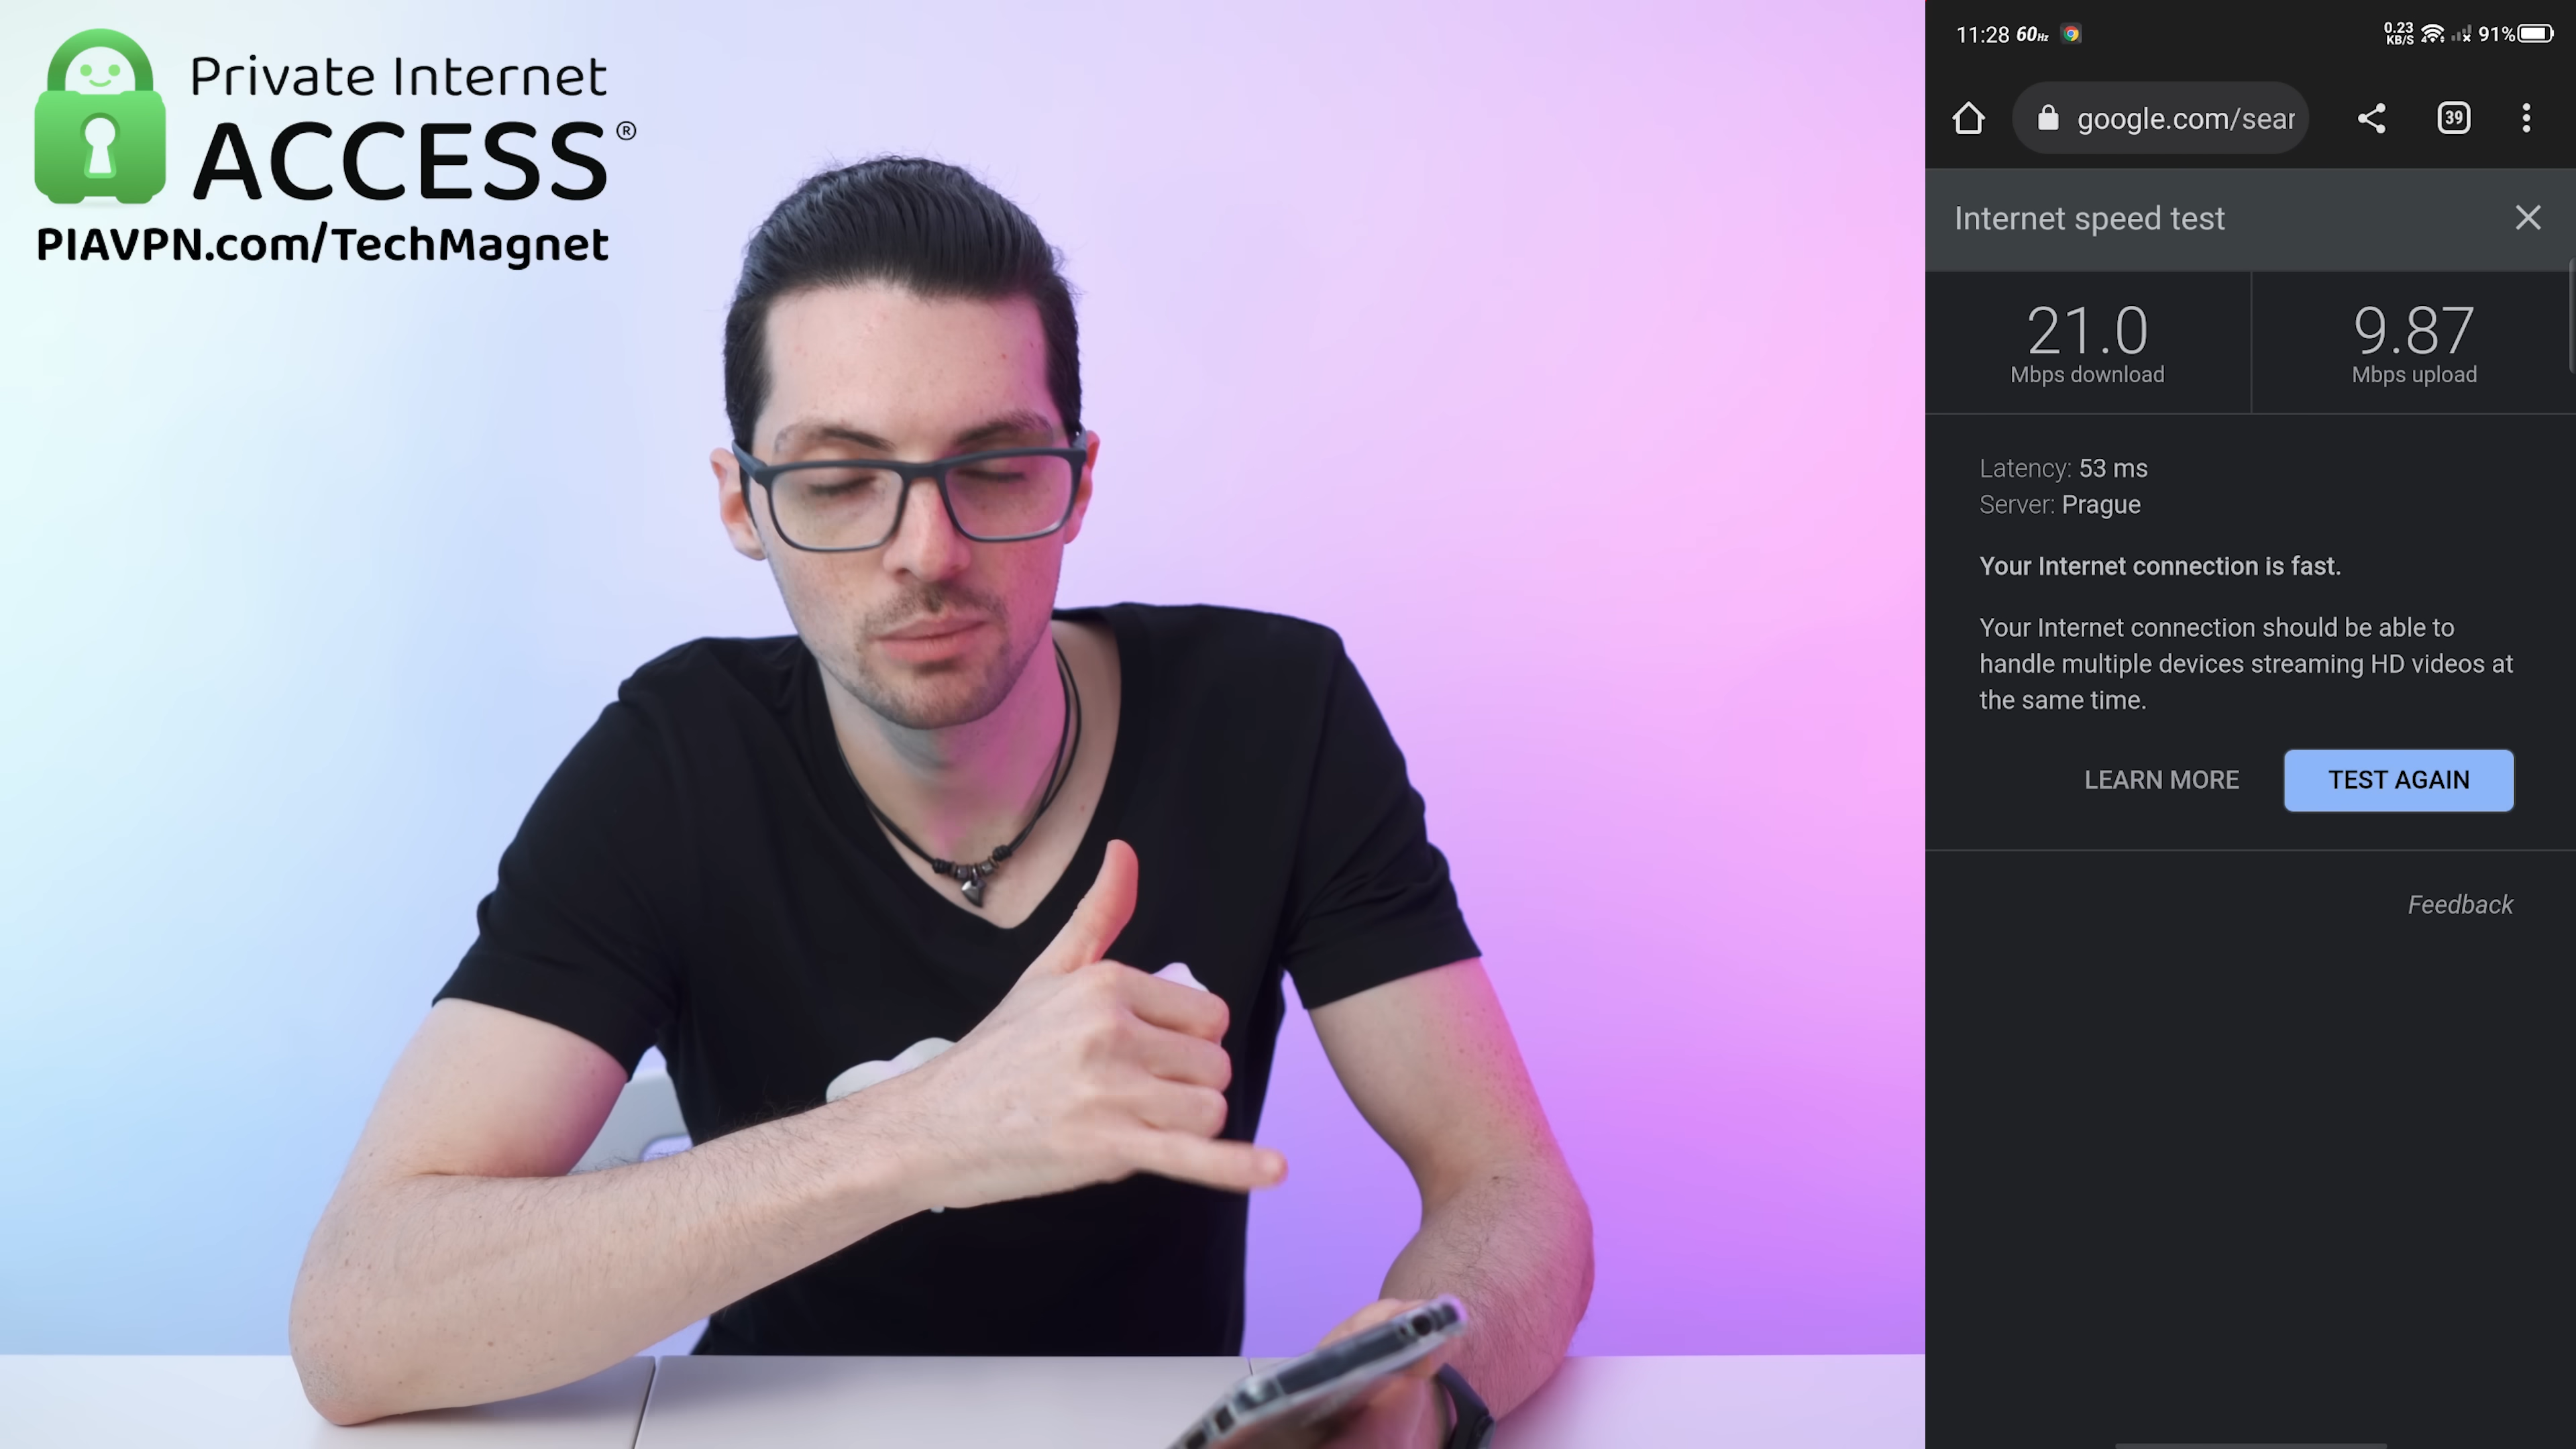 Private Internet
ACCESS®
PIAVPN.com/TechMagnet
11:28 60Hz
0.23
KB/S
91%
google.com/sear
39
Internet speed test
21.0
Mbps download
9.87
Mbps upload
Latency: 53 ms
Server: Prague
Your Internet connection is fast.
Your Internet connection should be able to
handle multiple devices streaming HD videos at
the same time.
LEARN MORE
TEST AGAIN
Feedback